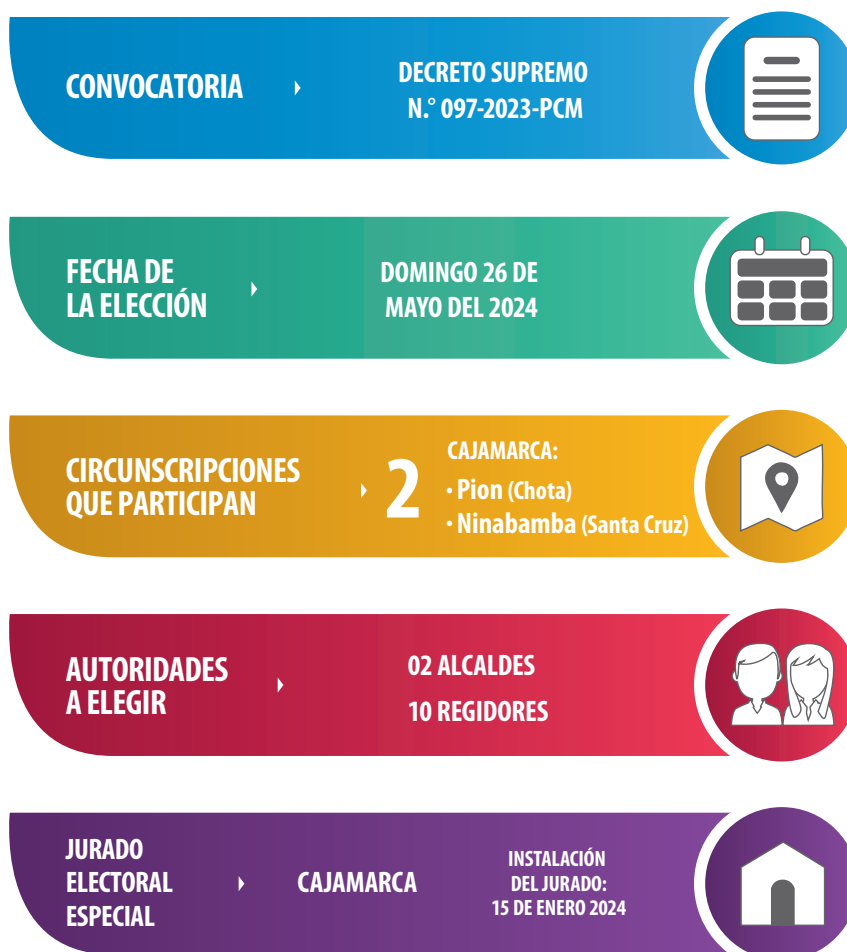 CONVOCATORIA
DECRETO SUPREMO
N.° 097-2023-PCM
FECHA DE
LA ELECCIÓN
DOMINGO 26 DE
MAYO DEL 2024
CIRCUNSCRIPCIONES
QUE PARTICIPAN
2
CAJAMARCA:
• Pion (Chota)
• Ninabamba (Santa Cruz)
AUTORIDADES
A ELEGIR
02 ALCALDES
10 REGIDORES
JURADO
ELECTORAL
ESPECIAL
CAJAMARCA
INSTALACIÓN
DEL JURADO:
15 DE ENERO 2024